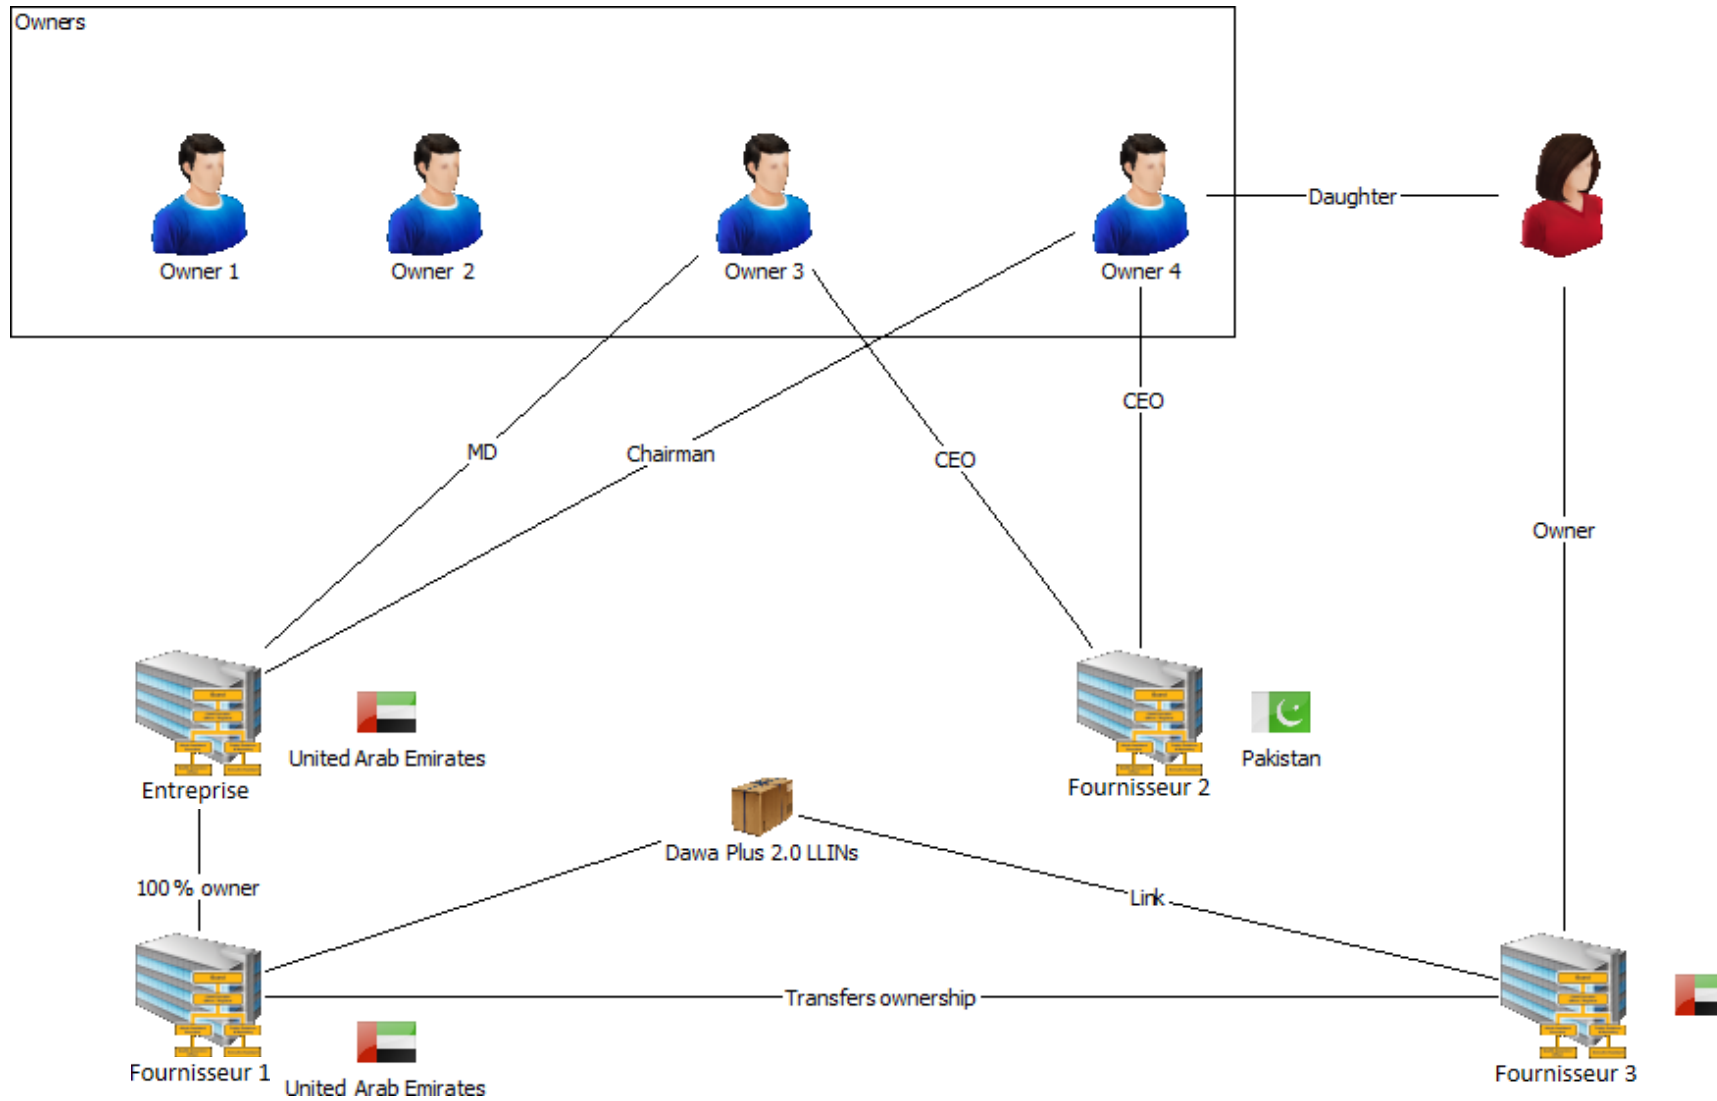 Owners
Owner 1
Owner 2
Owner 3
Owner 4
Daughter
CEO
MD
Chairman
CEO
Owner
United Arab Emirates
Pakistan
Entreprise
Fournisseur 2
Dawa Plus 2.0 LLINs
100 % owner
Link
Transfers ownership
Fournisseur 1
United Arab Emirates
Fournisseur 3